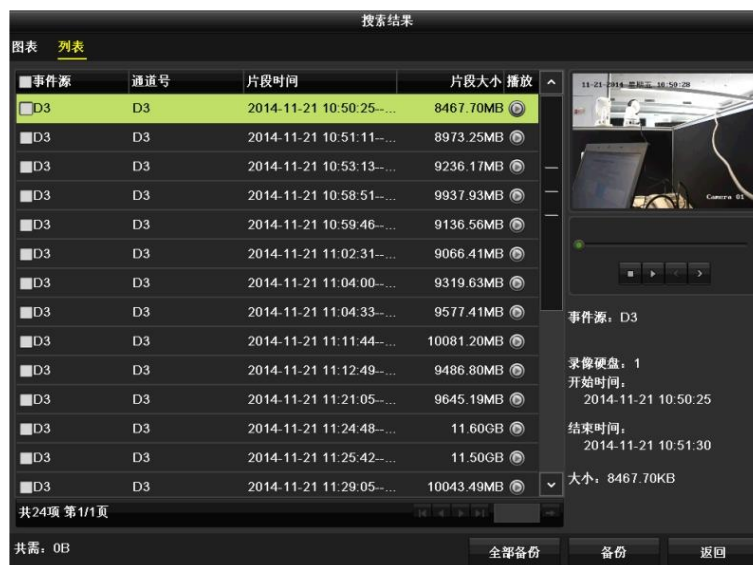 搜索结果
图表 列表
事件源 通道号 片段时间 片段大小 播放
D3 D3 2014-11-21 10:50:25--... 8467.70MB
D3 D3 2014-11-21 10:51:11--... 8973.25MB
D3 D3 2014-11-21 10:53:13--... 9236.17MB
D3 D3 2014-11-21 10:58:51--... 9937.93MB
D3 D3 2014-11-21 10:59:46--... 9136.56MB
D3 D3 2014-11-21 11:02:31--... 9066.41MB
D3 D3 2014-11-21 11:04:00--... 9319.63MB
D3 D3 2014-11-21 11:04:33--... 9577.41MB
D3 D3 2014-11-21 11:11:44--... 10081.20MB
D3 D3 2014-11-21 11:12:49--... 9486.80MB
D3 D3 2014-11-21 11:21:05--... 9645.19MB
D3 D3 2014-11-21 11:24:48--... 11.60GB
D3 D3 2014-11-21 11:25:42--... 11.50GB
D3 D3 2014-11-21 11:29:05--... 10043.49MB
共24项 第1/1页
共需：0B
11-21-2014 星期五 10:50:28
Camera 01
事件源：D3
录像硬盘：1
开始时间：
2014-11-21 10:50:25
结束时间：
2014-11-21 10:51:30
大小：8467.70KB
全部备份 备份 返回